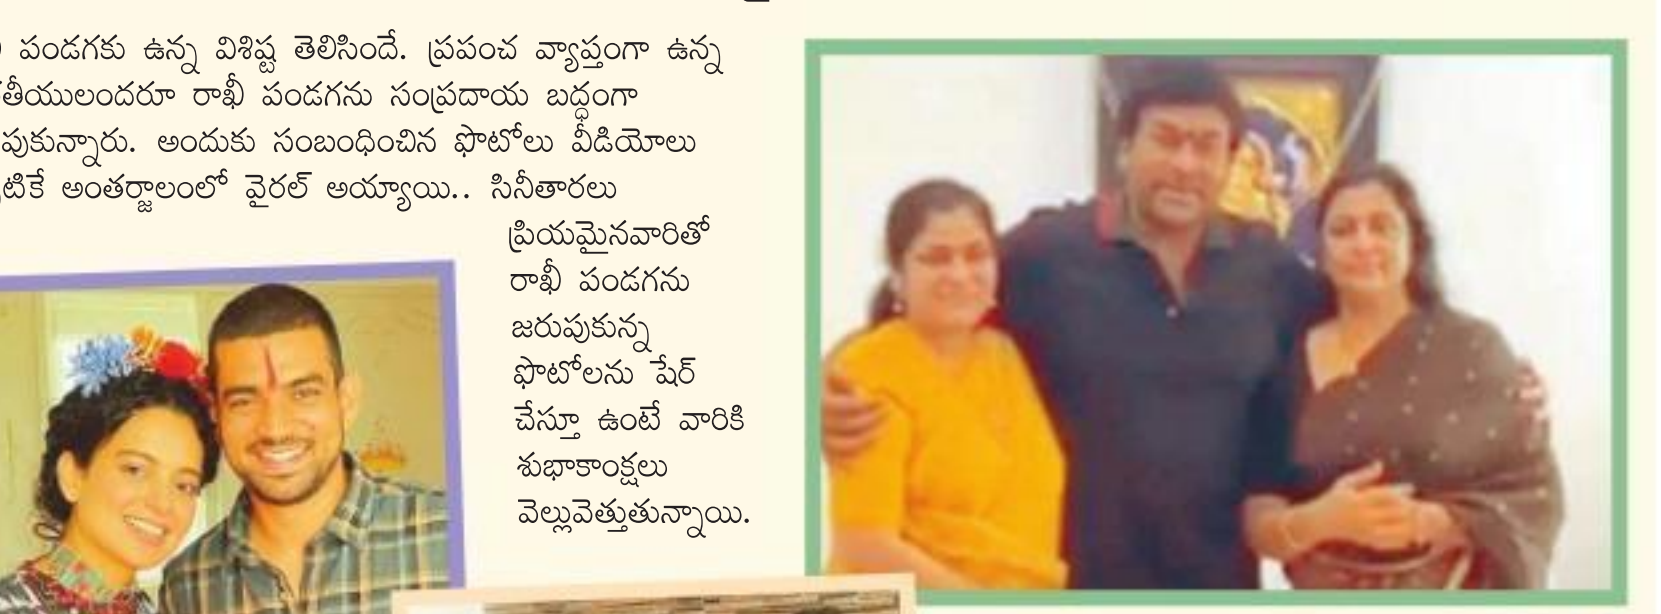 పండగకు ఉన్న విశిష్ట తెలిసిందే. ప్రపంచ వ్యాప్తంగా ఉన్న
తీయులందరూ రాఖీ పండగను సంప్రదాయ బద్ధంగా
పుకున్నారు. అందుకు సంబంధించిన ఫొటోలు వీడియోలు
టికే అంతర్జాలంలో వైరల్ అయ్యాయి.. సినీతారలు
ప్రియమైనవారితో
రాఖీ పండగను
జరుపుకున్న
ఫొటోలను షేర్
చేస్తూ ఉంటే వారికి
శుభాకాంక్షలు
వెల్లువెత్తుతున్నాయి.